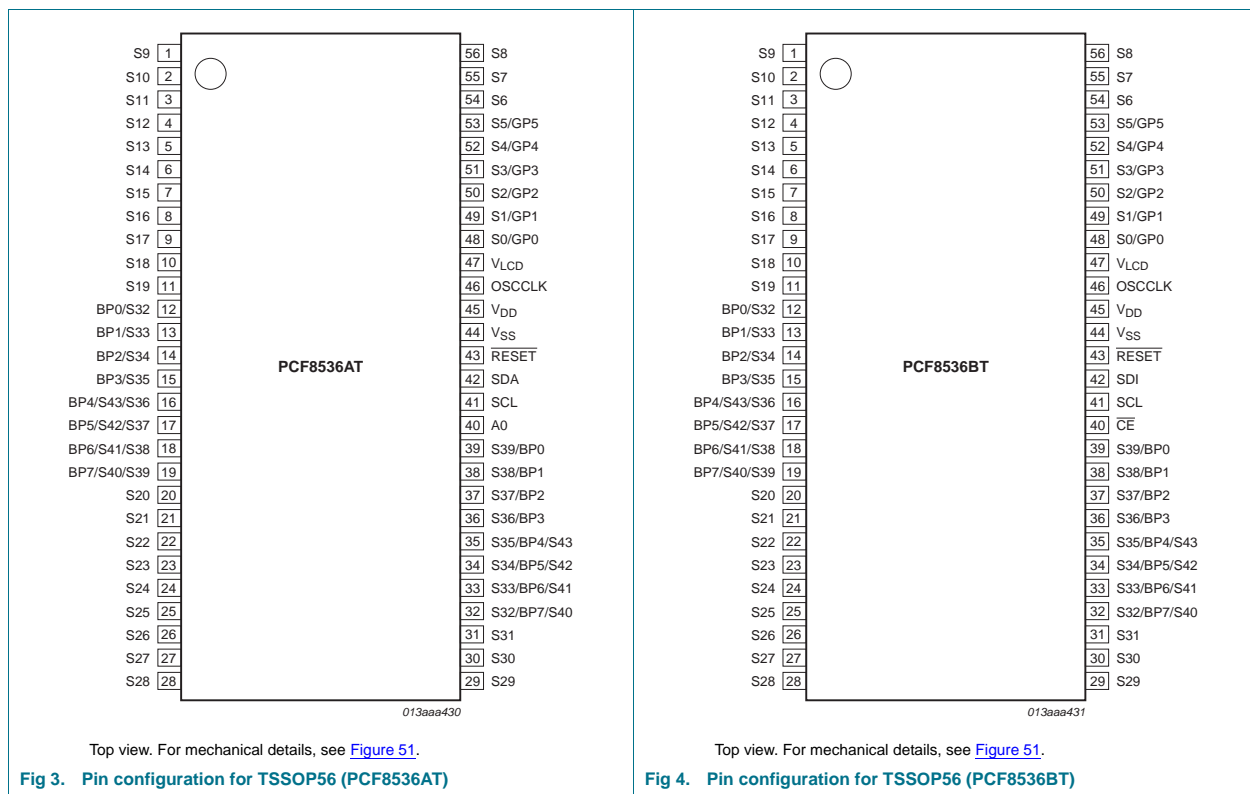 S9 1
S10 2
S11 3
S12 4
S13 5
S14 6
S15 7
S16 8
S17 9
S18 10
S19 11
BP0/S32 12
BP1/S33 13
BP2/S34 14
BP3/S35 15
BP4/S43/S36 16
BP5/S42/S37 17
BP6/S41/S38 18
BP7/S40/S39 19
S20 20
S21 21
S22 22
S23 23
S24 24
S25 25
S26 26
S27 27
S28 28
PCF8536AT
56 S8
55 S7
54 S6
53 S5/GP5
52 S4/GP4
51 S3/GP3
50 S2/GP2
49 S1/GP1
48 S0/GP0
47 VLCD
46 OSCCLK
45 VDD
44 VSS
43 RESET
42 SDA
41 SCL
40 A0
39 S39/BP0
38 S38/BP1
37 S37/BP2
36 S36/BP3
35 S35/BP4/S43
34 S34/BP5/S42
33 S33/BP6/S41
32 S32/BP7/S40
31 S31
30 S30
29 S29
013aaa430
Top view. For mechanical details, see Figure 51.
Fig 3. Pin configuration for TSSOP56 (PCF8536AT)
S9 1
S10 2
S11 3
S12 4
S13 5
S14 6
S15 7
S16 8
S17 9
S18 10
S19 11
BP0/S32 12
BP1/S33 13
BP2/S34 14
BP3/S35 15
BP4/S43/S36 16
BP5/S42/S37 17
BP6/S41/S38 18
BP7/S40/S39 19
S20 20
S21 21
S22 22
S23 23
S24 24
S25 25
S26 26
S27 27
S28 28
PCF8536BT
56 S8
55 S7
54 S6
53 S5/GP5
52 S4/GP4
51 S3/GP3
50 S2/GP2
49 S1/GP1
48 S0/GP0
47 VLCD
46 OSCCLK
45 VDD
44 VSS
43 RESET
42 SDI
41 SCL
40 CE
39 S39/BP0
38 S38/BP1
37 S37/BP2
36 S36/BP3
35 S35/BP4/S43
34 S34/BP5/S42
33 S33/BP6/S41
32 S32/BP7/S40
31 S31
30 S30
29 S29
013aaa431
Top view. For mechanical details, see Figure 51.
Fig 4. Pin configuration for TSSOP56 (PCF8536BT)